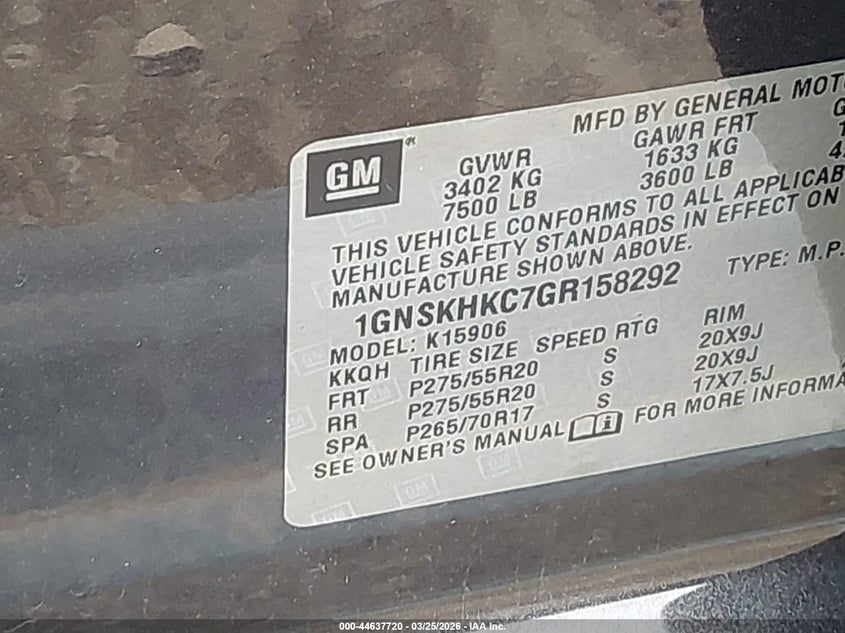 MFD BY GENERAL MOT
GM
GVWR GAWR FRT G
3402 KG 1633 KG 1
7500 LB 3600 LB 4
THIS VEHICLE CONFORMS TO ALL APPLICAB
VEHICLE SAFETY STANDARDS IN EFFECT ON
MANUFACTURE SHOWN ABOVE.
1GNSKHKC7GR158292 TYPE: M.P.
MODEL: K15906
KKQH TIRE SIZE SPEED RTG RIM
FRT P275/55R20 S 20X9J
RR P275/55R20 S 20X9J
SPA P265/70R17 S 17X7.5J
SEE OWNER'S MANUAL FOR MORE INFORMA
000-44637720 - 03/25/2026 - IAA Inc.